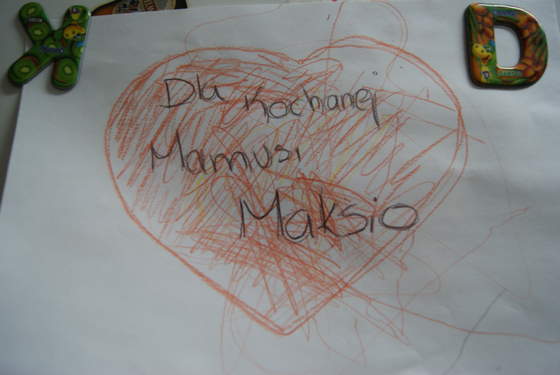 Dla Kochanej
Mamusi
Maksio
X
D